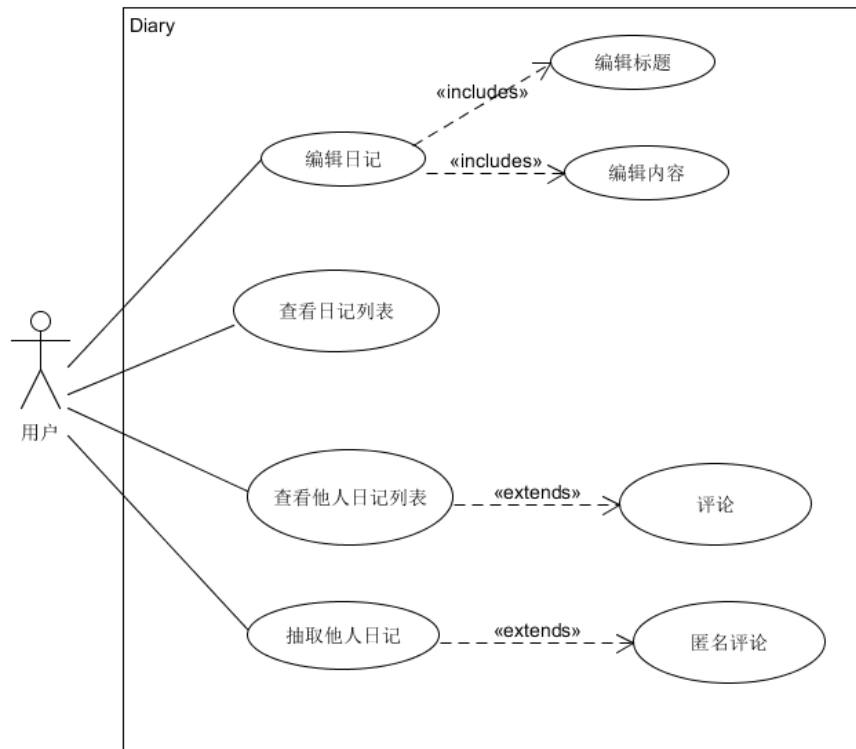 Diary
编辑标题
«includes»
编辑日记
«includes»
编辑内容
查看日记列表
用户
查看他人日记列表
«extends»
评论
抽取他人日记
«extends»
匿名评论